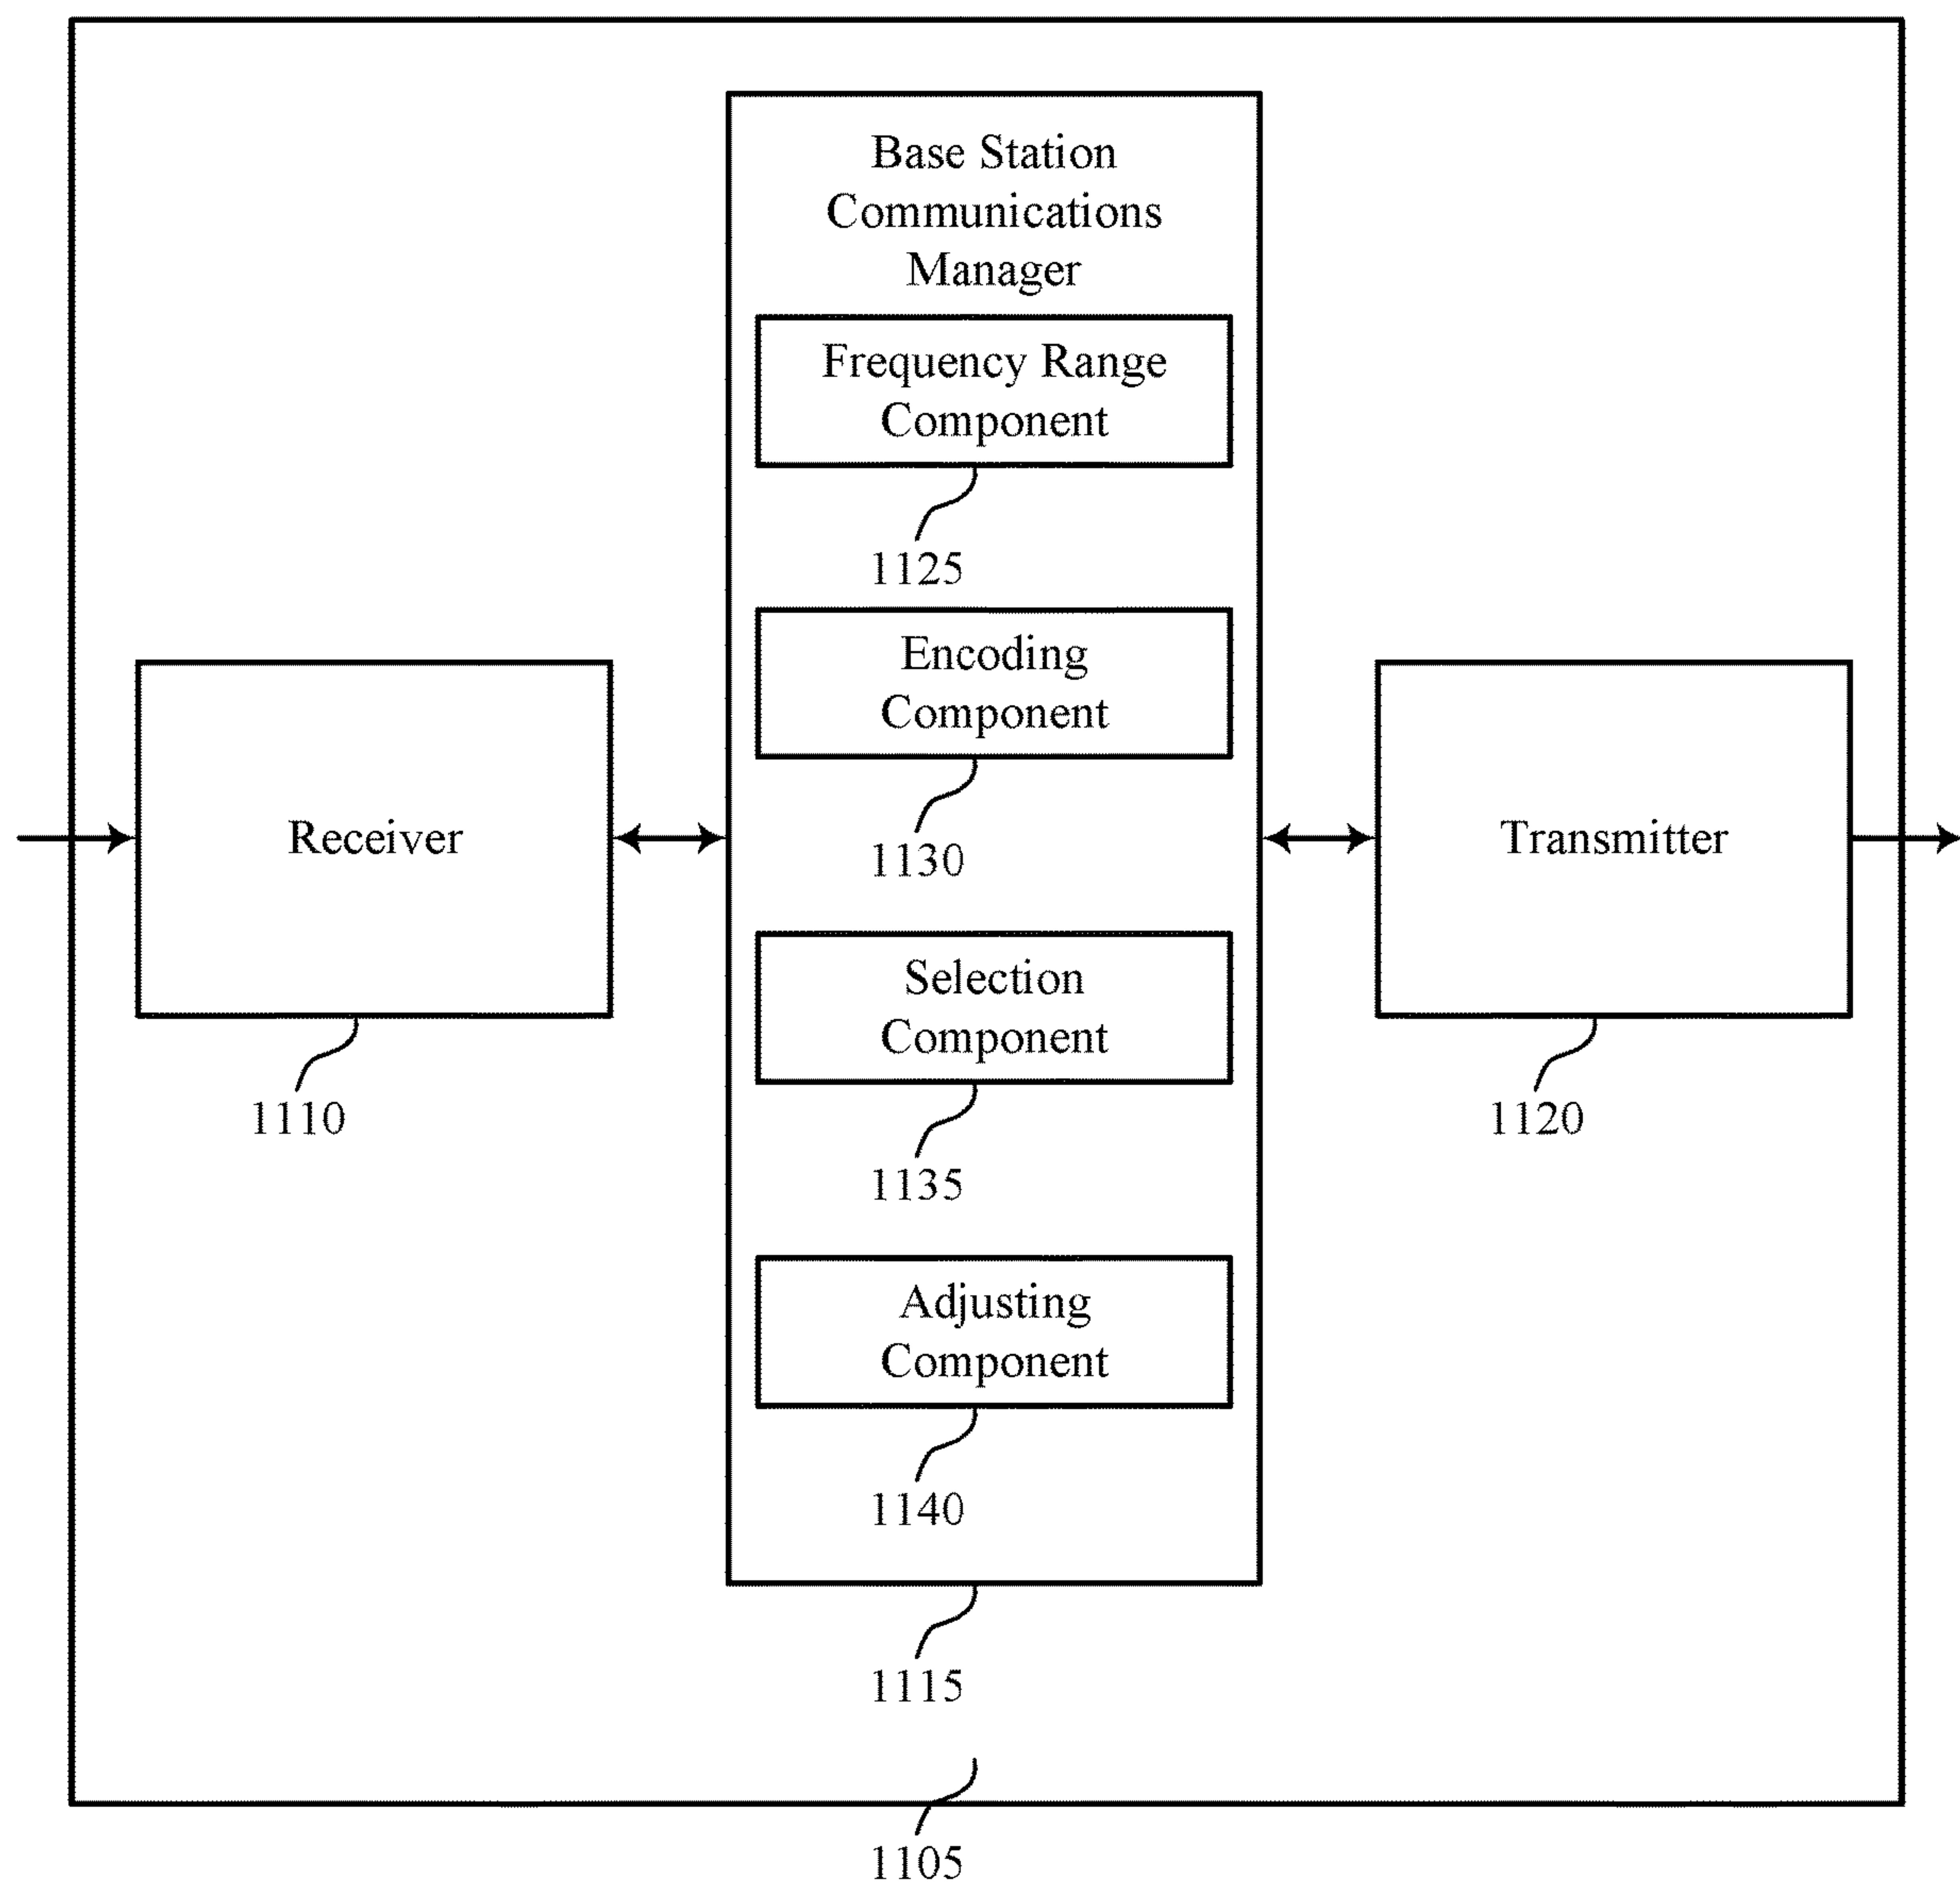 Base Station
Communications
Manager
Frequency Range
Component
1125
Encoding
Component
1130
Receiver
1110
Transmitter
1120
Selection
Component
1135
Adjusting
Component
1140
1115
1105